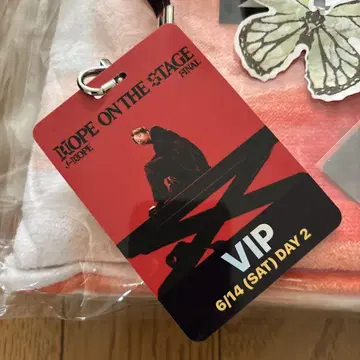 HOPE ON THE STAGE
J-HOPE
FINAL
VIP
6/14 (SAT) DAY 2